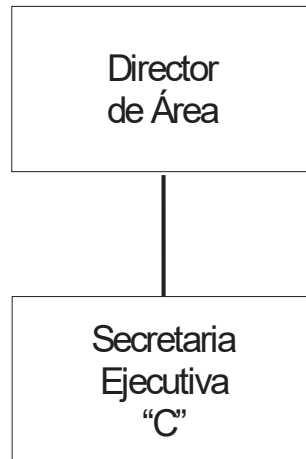 Director
de Área
Secretaria
Ejecutiva
“C”